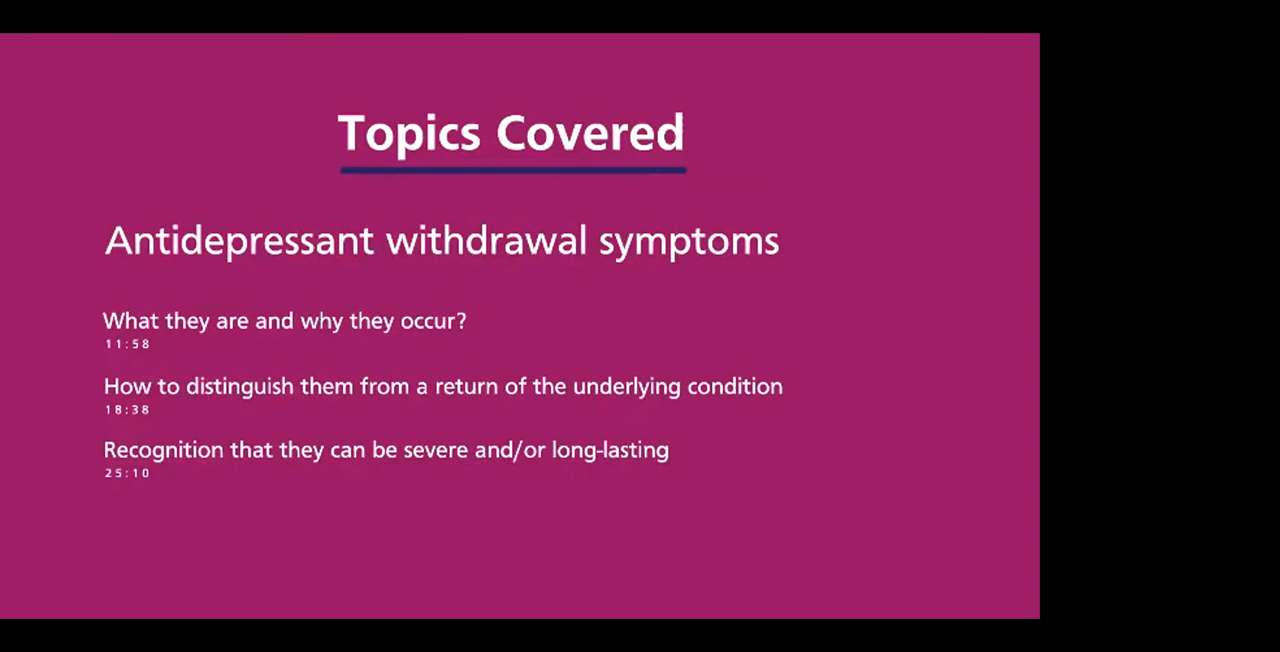 Topics Covered
Antidepressant withdrawal symptoms
What they are and why they occur?
11:58
How to distinguish them from a return of the underlying condition
18:38
Recognition that they can be severe and/or long-lasting
25:10